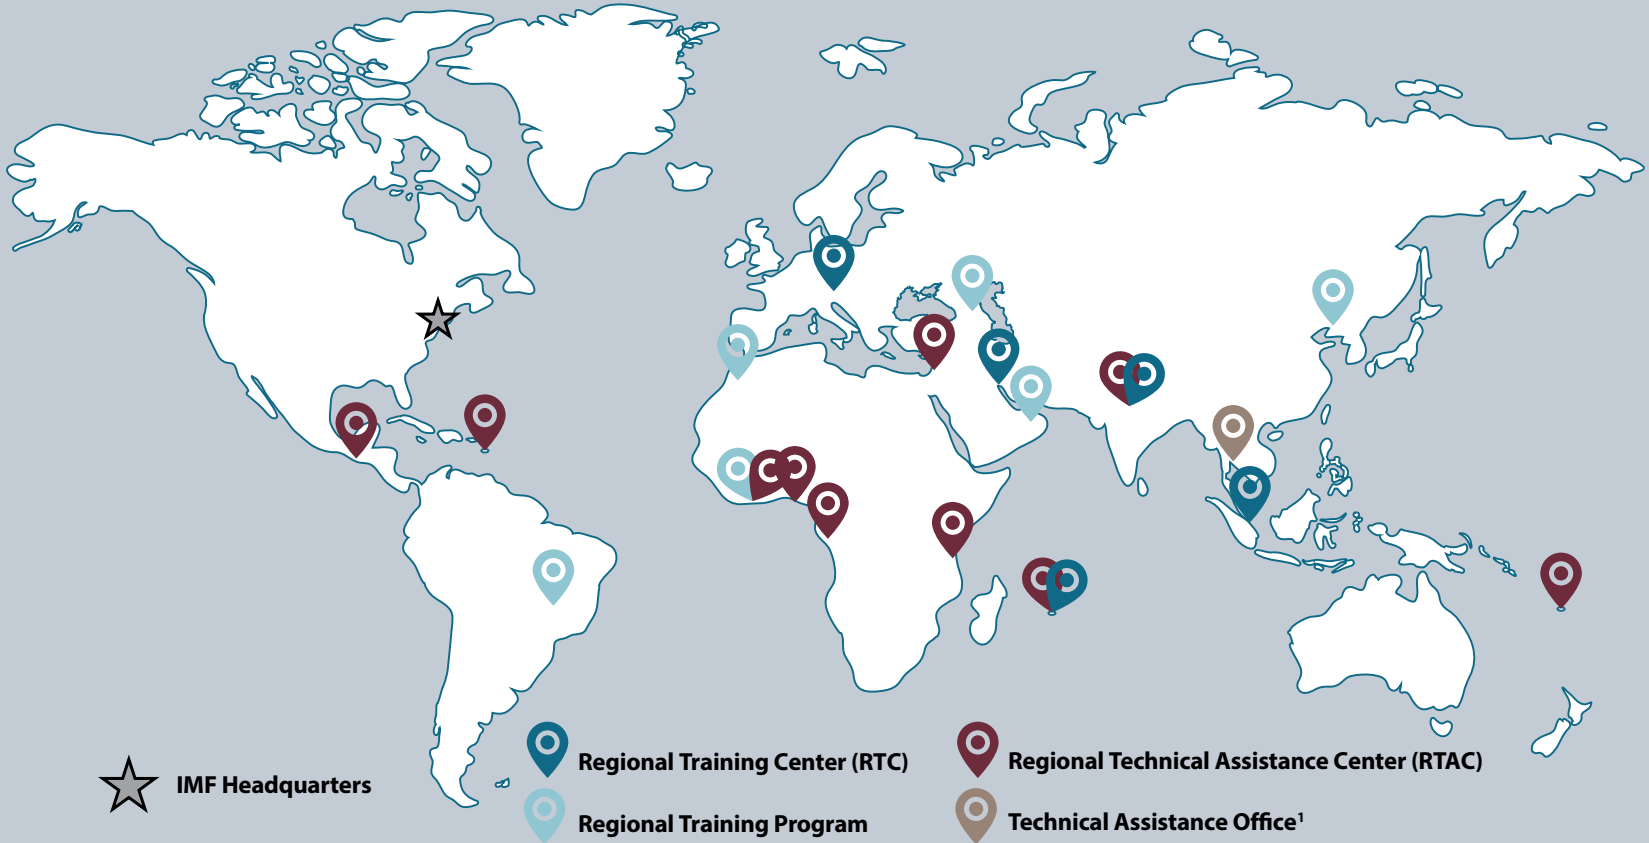 IMF Headquarters
Regional Training Center (RTC)
Regional Training Program
Regional Technical Assistance Center (RTAC)
Technical Assistance Office¹